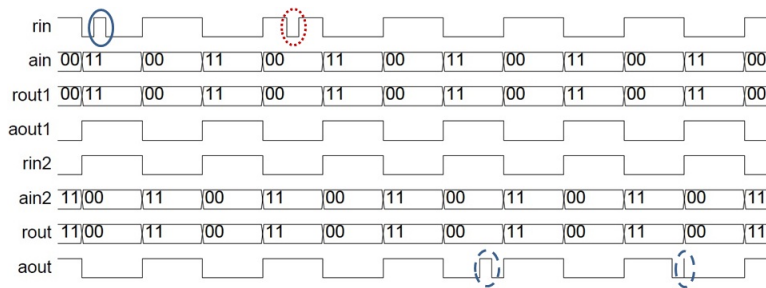 rin
ain 00 11 00 11 00 11 00 11 00 11 00 11 00
rout1 00 11 00 11 00 11 00 11 00 11 00 11 00
aout1
rin2
ain2 11 00 11 00 11 00 11 00 11 00 11 00 11
rout 11 00 11 00 11 00 11 00 11 00 11 00 11
aout